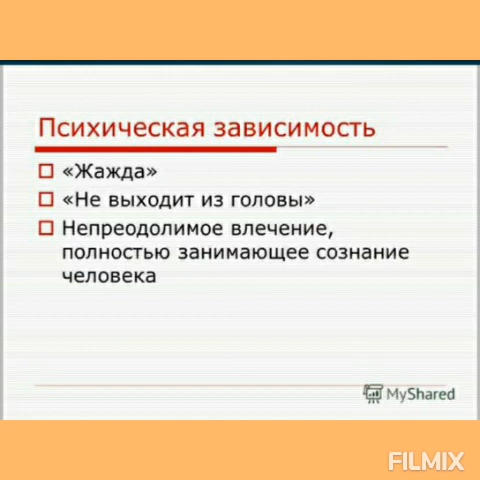 Психическая зависимость
«Жажда»
«Не выходит из головы»
Непреодолимое влечение,
полностью занимающее сознание
человека
MyShared
FILMIX